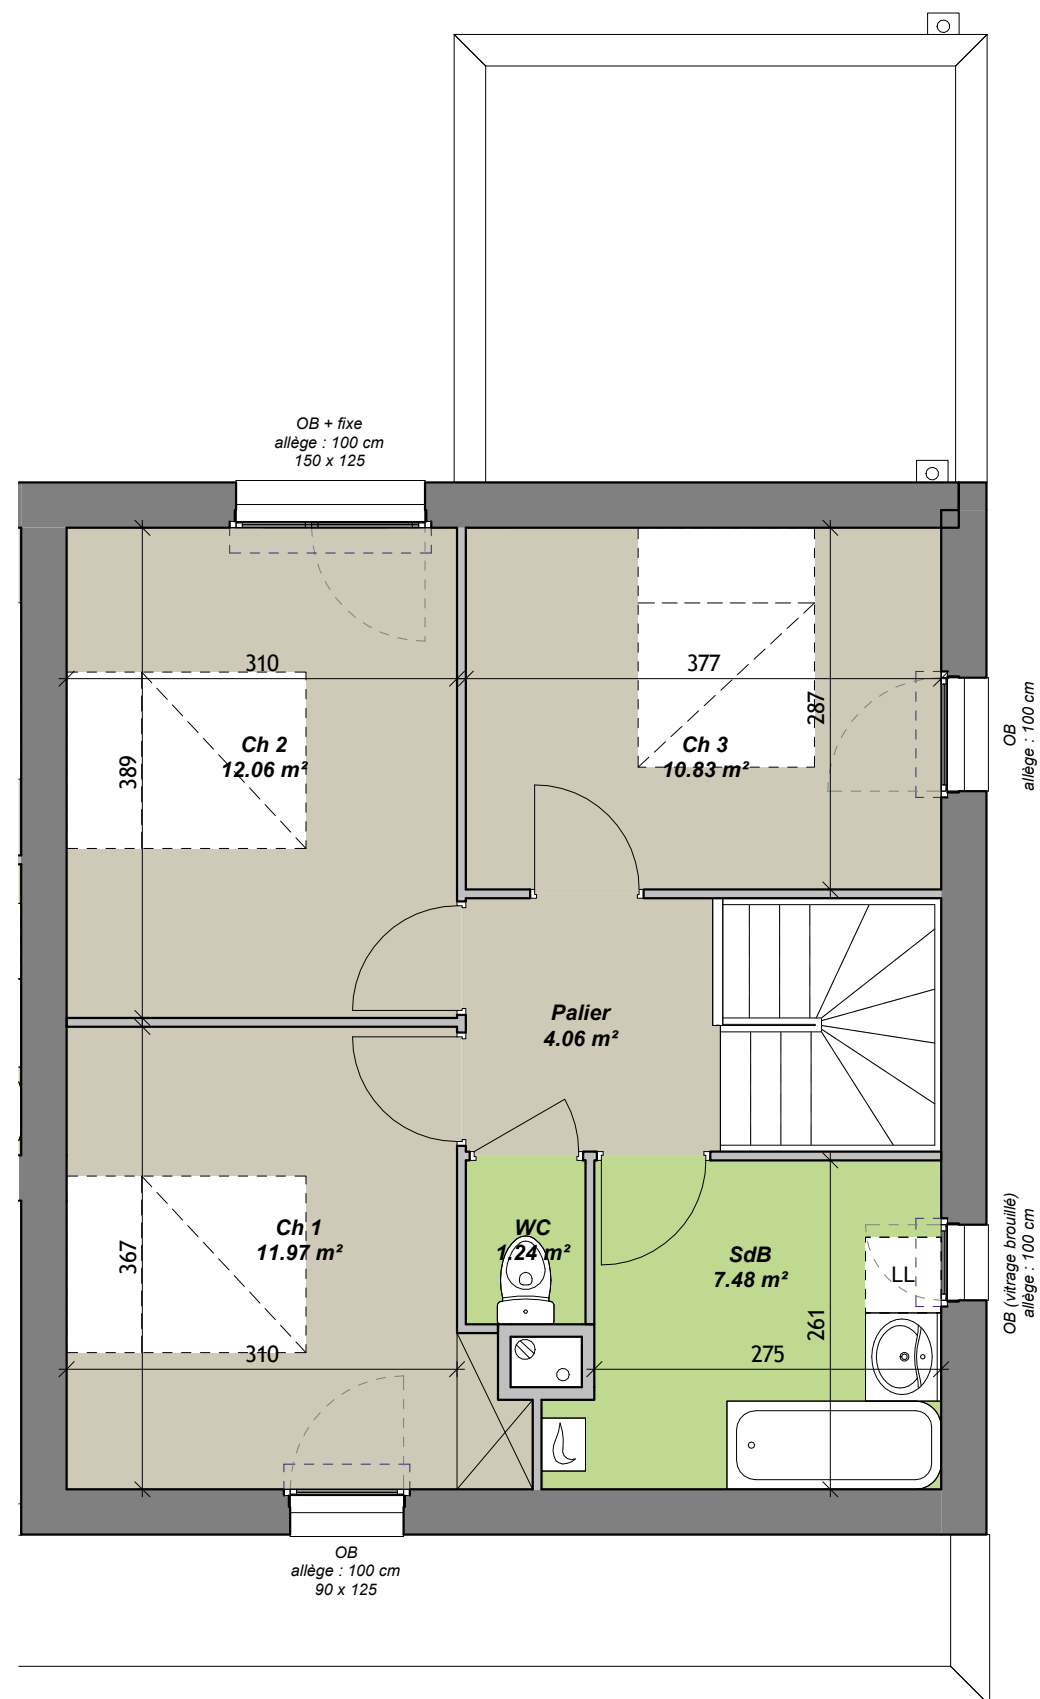 OB + fixe
allège : 100 cm
150 x 125
310
377
287
OB
allège : 100 cm
Ch 2
12.06 m²
389
Ch 3
10.83 m²
Palier
4.06 m²
Ch 1
11.97 m²
367
WC
1.24 m²
SdB
7.48 m²
LL
OB (vitrage brouillé)
allège : 100 cm
261
310
275
OB
allège : 100 cm
90 x 125